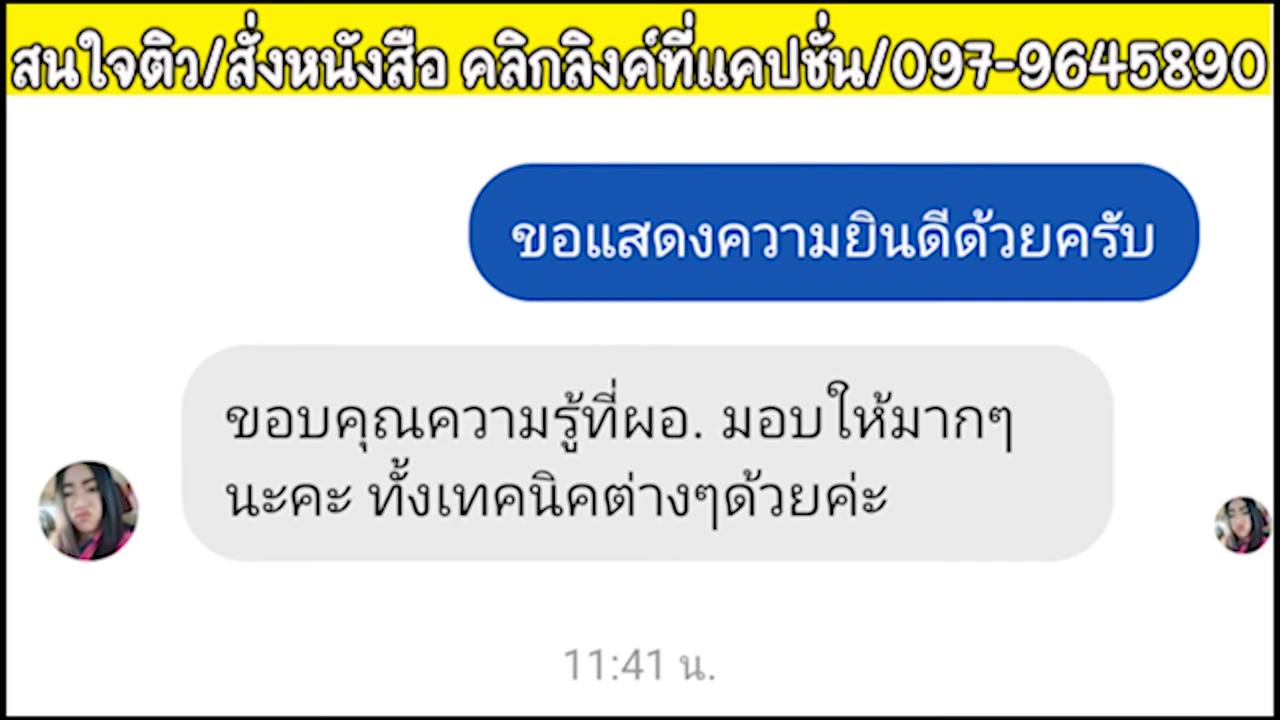 สนใจติว/สั่งหนังสือ คลิกลิงค์ที่แคปชั่น/097-9645890
ขอแสดงความยินดีด้วยครับ
ขอบคุณความรู้ที่ผอ. มอบให้มากๆ
นะคะ ทั้งเทคนิคต่างๆด้วยค่ะ
11:41 น.